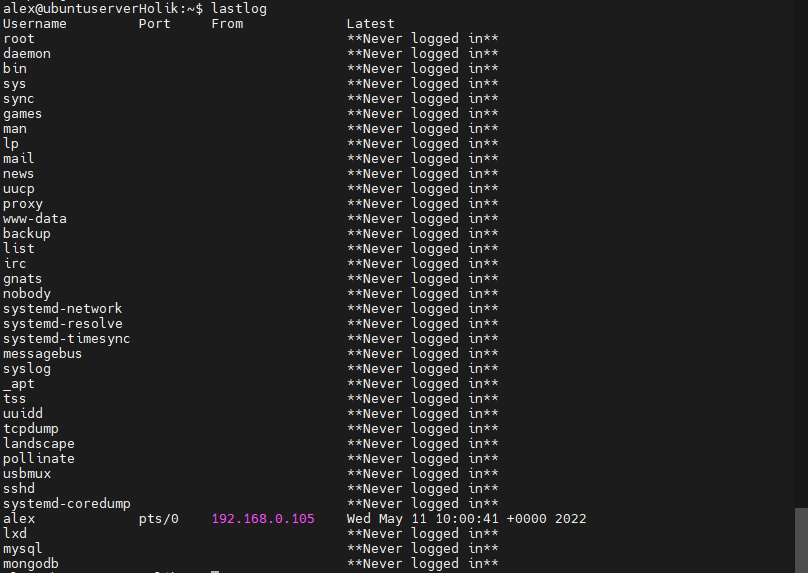 alex@ubuntuserverHolik:~$ lastlog
Username         Port     From             Latest
root                                       **Never logged in**
daemon                                     **Never logged in**
bin                                        **Never logged in**
sys                                        **Never logged in**
sync                                       **Never logged in**
games                                      **Never logged in**
man                                        **Never logged in**
lp                                         **Never logged in**
mail                                       **Never logged in**
news                                       **Never logged in**
uucp                                       **Never logged in**
proxy                                      **Never logged in**
www-data                                   **Never logged in**
backup                                     **Never logged in**
list                                       **Never logged in**
irc                                        **Never logged in**
gnats                                      **Never logged in**
nobody                                     **Never logged in**
systemd-network                            **Never logged in**
systemd-resolve                            **Never logged in**
systemd-timesync                           **Never logged in**
messagebus                                 **Never logged in**
syslog                                     **Never logged in**
_apt                                       **Never logged in**
tss                                        **Never logged in**
uuidd                                      **Never logged in**
tcpdump                                    **Never logged in**
landscape                                  **Never logged in**
pollinate                                  **Never logged in**
usbmux                                     **Never logged in**
sshd                                       **Never logged in**
systemd-coredump                           **Never logged in**
alex             pts/0    192.168.0.105    Wed May 11 10:00:41 +0000 2022
lxd                                        **Never logged in**
mysql                                      **Never logged in**
mongodb                                    **Never logged in**